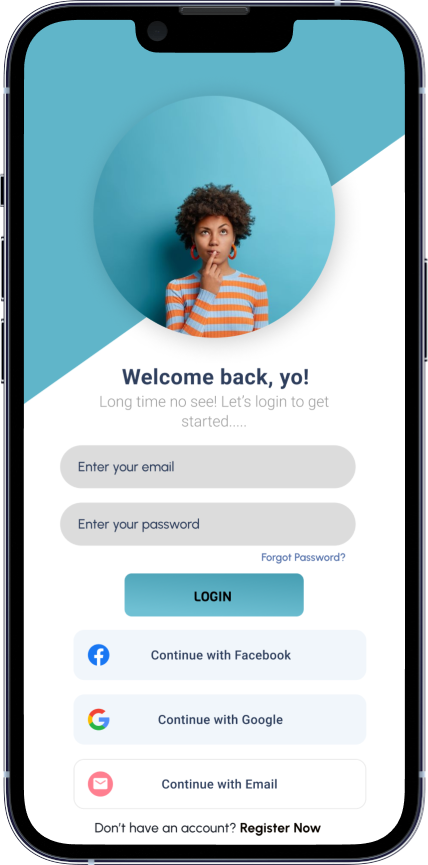 Welcome back, yo!
Long time no see! Let's login to get
started.....
Enter your email
Enter your password
Forgot Password?
LOGIN
Continue with Facebook
Continue with Google
Continue with Email
Don't have an account? Register Now